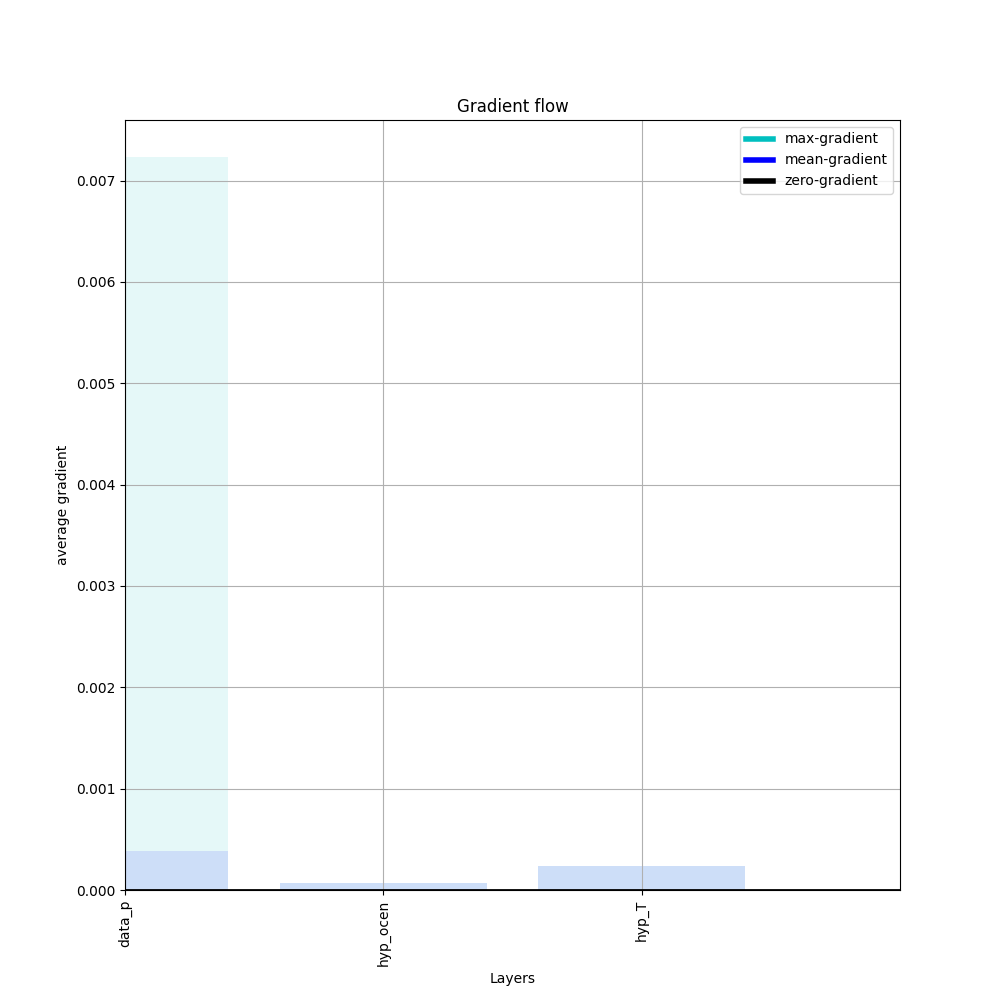 Gradient flow
max-gradient
mean-gradient
zero-gradient
0.007
0.006
0.005
0.004
0.003
0.002
0.001
0.000
average gradient
data_p
hyp_ocen
hyp_T
Layers